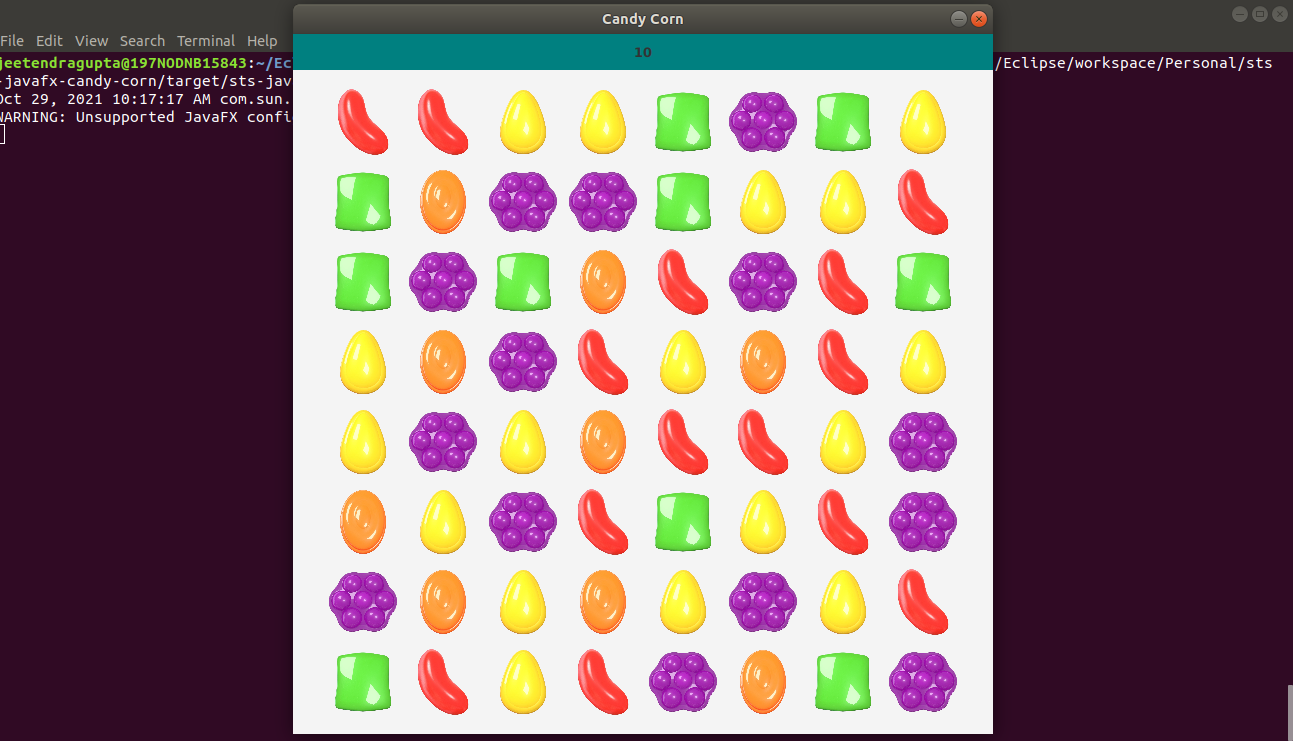 Candy Corn
File Edit View Search Terminal Help
10
jeetendragupta@197NODNB15843:~/Ec /Eclipse/workspace/Personal/sts
-javafx-candy-corn/target/sts-jav
Oct 29, 2021 10:17:17 AM com.sun.
WARNING: Unsupported JavaFX confi